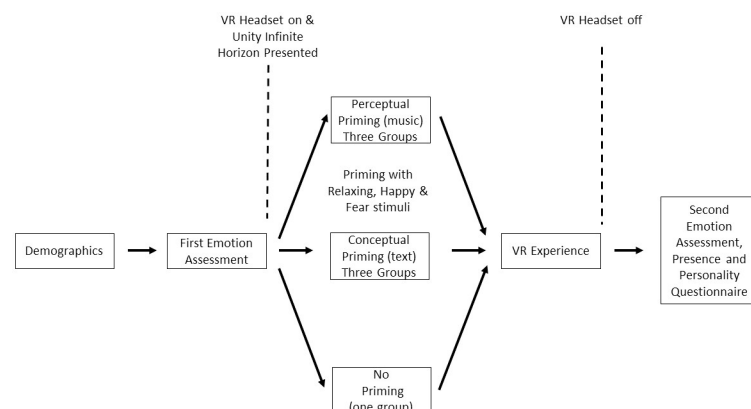 VR Headset on &
Unity Infinite
Horizon Presented
VR Headset off
Perceptual
Priming (music)
Three Groups
Priming with
Relaxing, Happy &
Fear stimuli
Demographics
First Emotion
Assessment
Conceptual
Priming (text)
Three Groups
VR Experience
Second
Emotion
Assessment,
Presence and
Personality
Questionnaire
No
Priming
(one group)